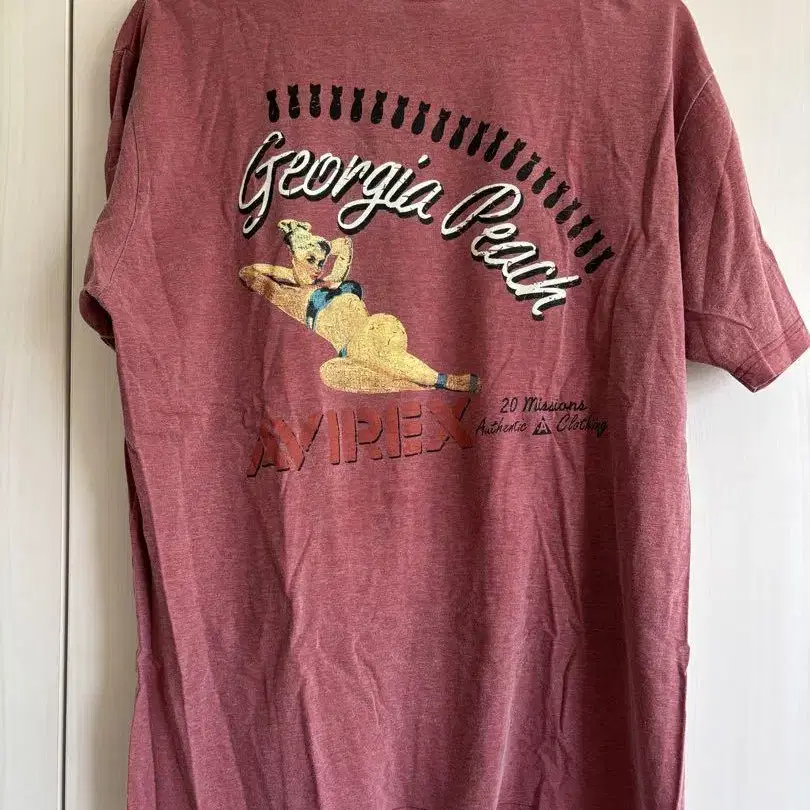 Georgia Peach
AVIREX
20 Missions
Authentic Clothing